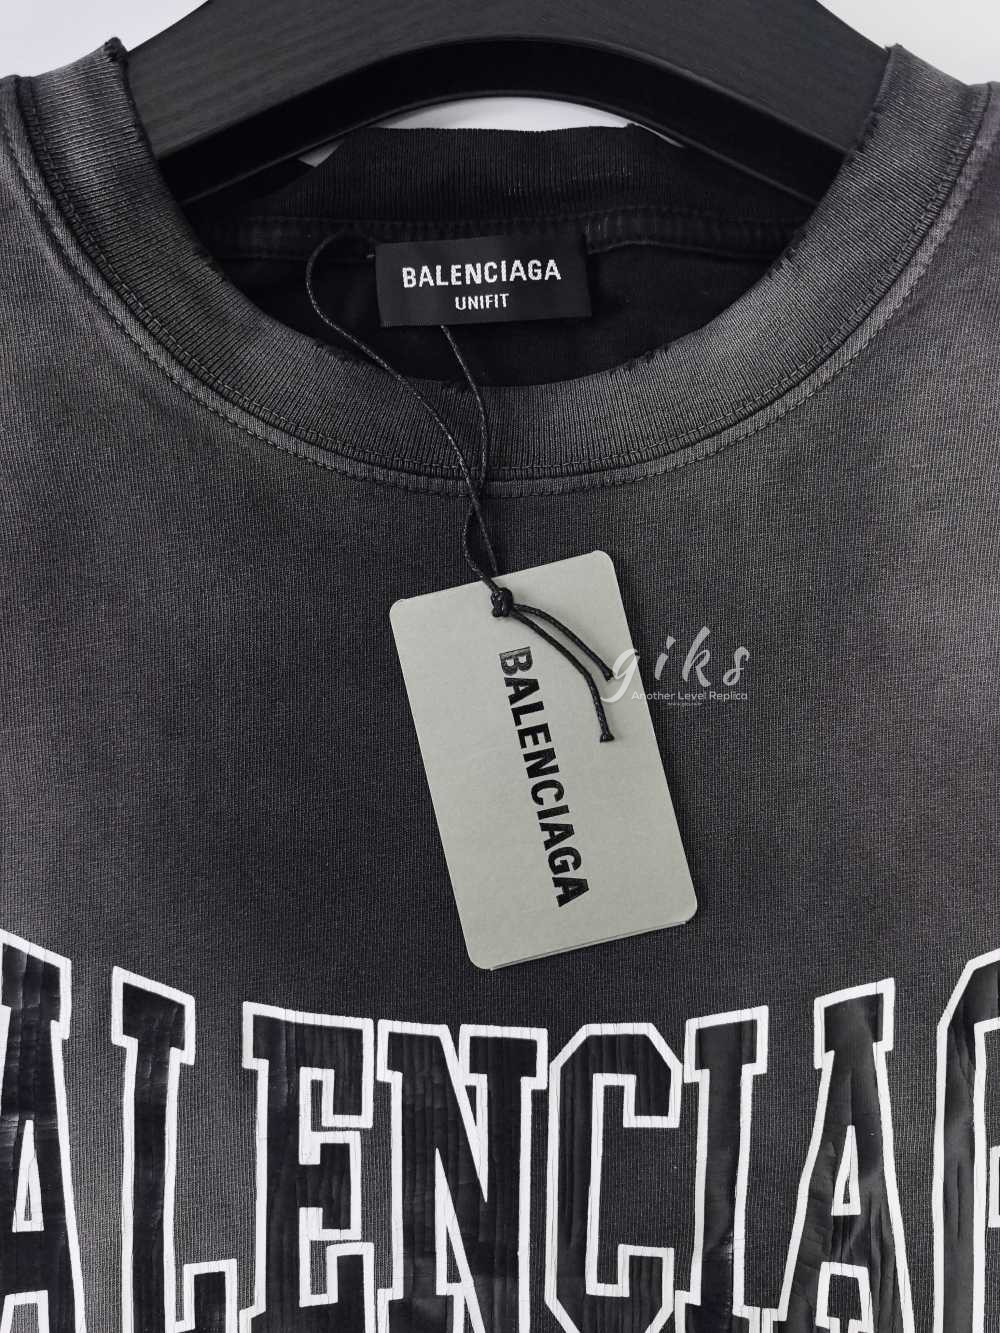 BALENCIAGA
UNIFIT
BALENCIAGA
giks
Another Level Replica
ALENCIAG